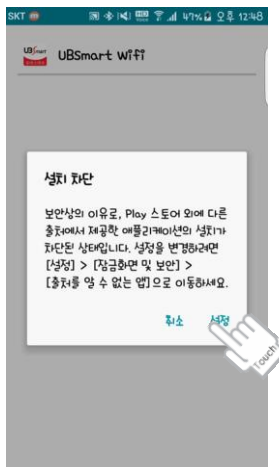 SKT 47% 오후 12:48
UBSmart Wifi
설치 차단
보안상의 이유로, Play 스토어 외에 다른
출처에서 제공한 애플리케이션의 설치가
차단된 상태입니다. 설정을 변경하려면
[설정] > [잠금화면 및 보안] >
[출처를 알 수 없는 앱]으로 이동하세요.
취소 설정
Touch